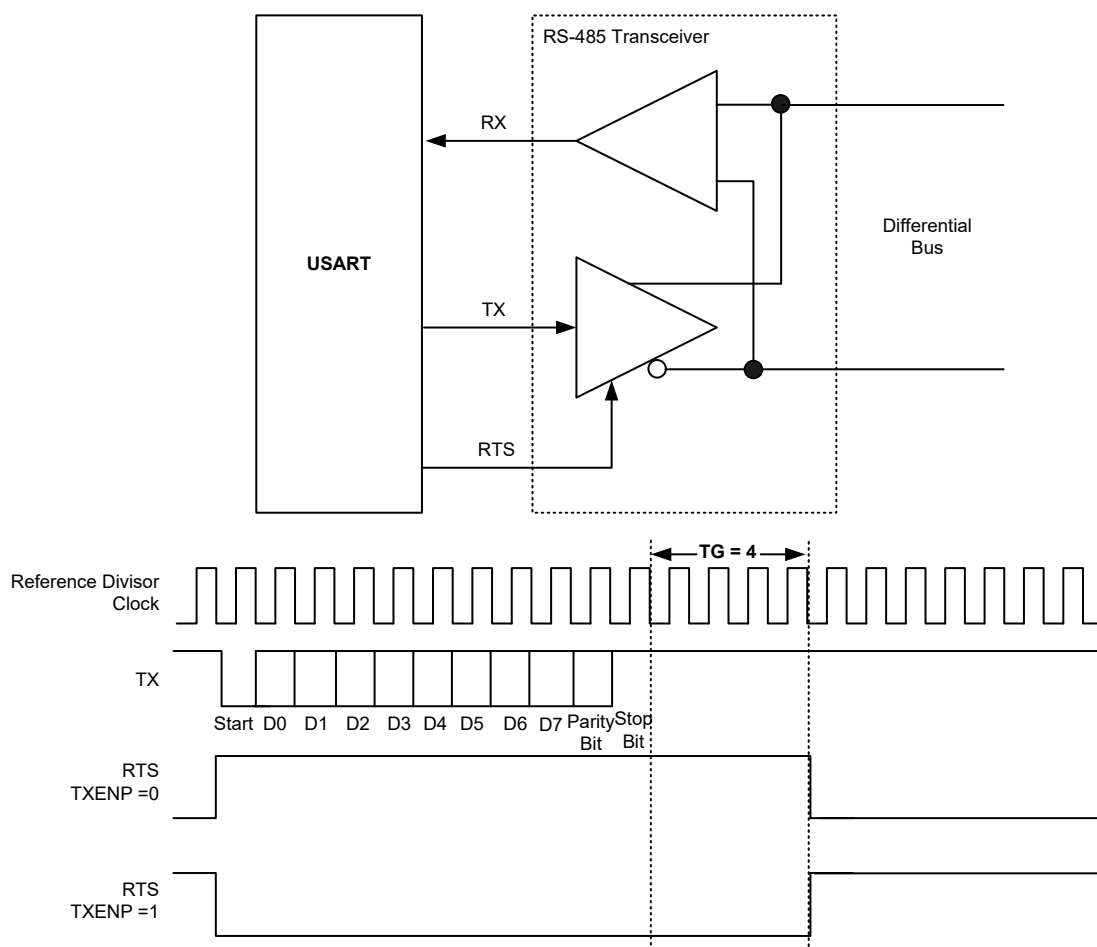 RS-485 Transceiver
RX
USART
Differential
Bus
TX
RTS
TG = 4
Reference Divisor
Clock
TX
Start D0 D1 D2 D3 D4 D5 D6 D7 Parity Stop
Bit Bit
RTS
TXENP =0
RTS
TXENP =1